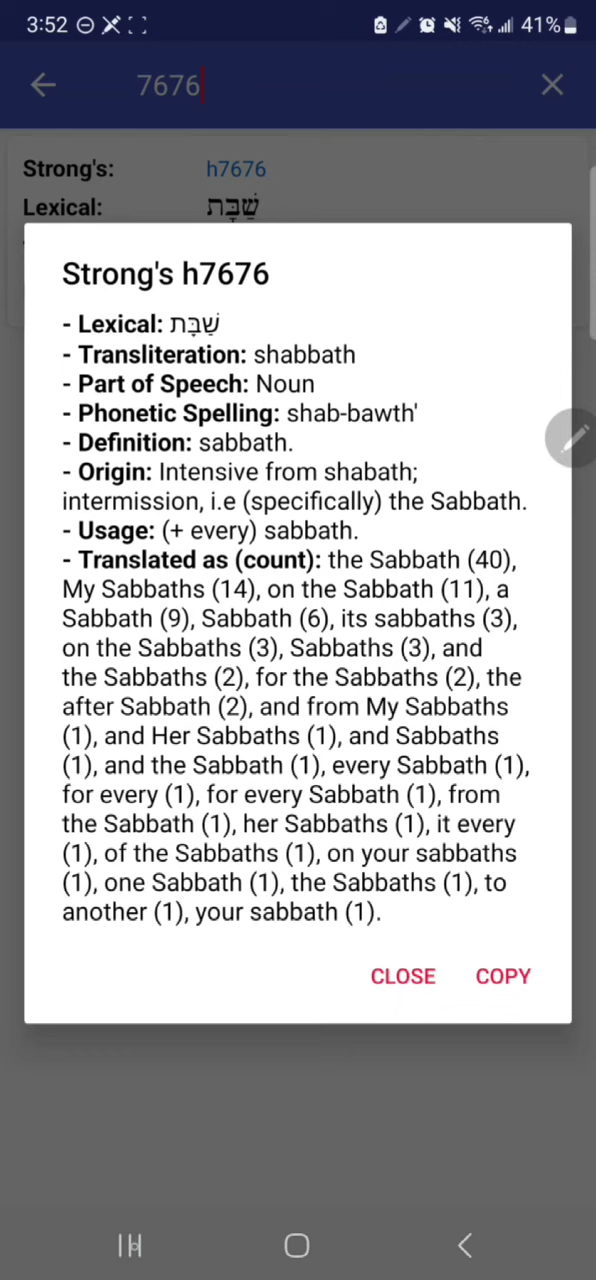 3:52 41%
7676
Strong's: h7676
Lexical: שַׁבָּת
Strong's h7676
- Lexical: שַׁבָּת
- Transliteration: shabbath
- Part of Speech: Noun
- Phonetic Spelling: shab-bawth'
- Definition: sabbath.
- Origin: Intensive from shabath;
intermission, i.e (specifically) the Sabbath.
- Usage: (+ every) sabbath.
- Translated as (count): the Sabbath (40),
My Sabbaths (14), on the Sabbath (11), a
Sabbath (9), Sabbath (6), its sabbaths (3),
on the Sabbaths (3), Sabbaths (3), and
the Sabbaths (2), for the Sabbaths (2), the
after Sabbath (2), and from My Sabbaths
(1), and Her Sabbaths (1), and Sabbaths
(1), and the Sabbath (1), every Sabbath (1),
for every (1), for every Sabbath (1), from
the Sabbath (1), her Sabbaths (1), it every
(1), of the Sabbaths (1), on your sabbaths
(1), one Sabbath (1), the Sabbaths (1), to
another (1), your sabbath (1).
CLOSE COPY